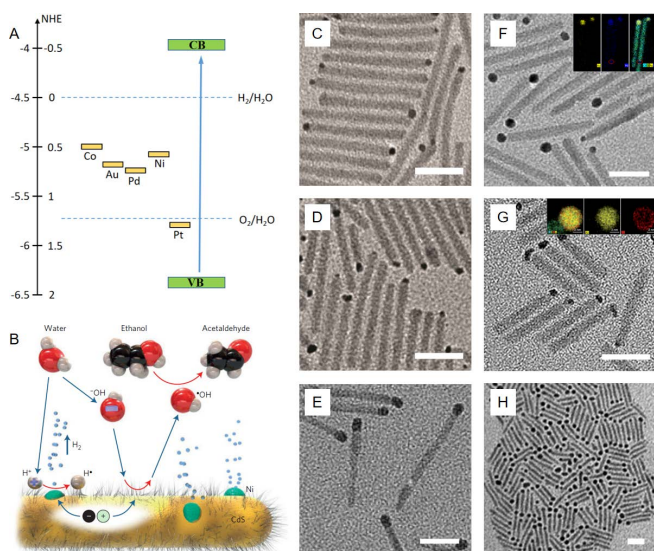 A
NHE
-4
-0.5
CB
-4.5
0
H₂/H₂O
-5
0.5
Co
Au
Pd
Ni
-5.5
1
O₂/H₂O
Pt
-6
1.5
-6.5
2
VB
B
Water
Ethanol
Acetaldehyde
⁻OH
•OH
H₂
H⁺
H•
Ni
CdS
C
D
E
F
G
H